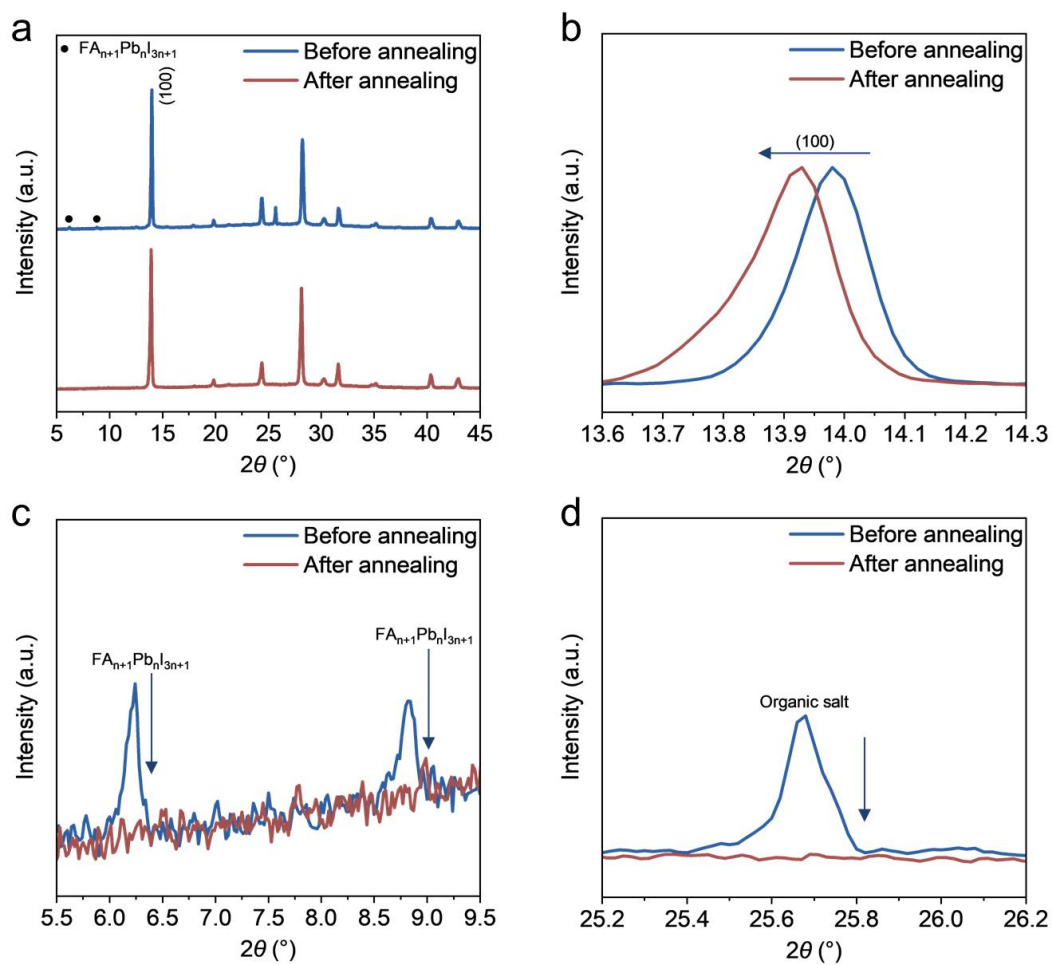 a
• FAn+1PbnI3n+1
Before annealing
After annealing
(100)
Intensity (a.u.)
5 10 15 20 25 30 35 40 45
2θ (°)
b
Before annealing
After annealing
(100)
Intensity (a.u.)
13.6 13.7 13.8 13.9 14.0 14.1 14.2 14.3
2θ (°)
c
Before annealing
After annealing
FAn+1PbnI3n+1
FAn+1PbnI3n+1
Intensity (a.u.)
5.5 6.0 6.5 7.0 7.5 8.0 8.5 9.0 9.5
2θ (°)
d
Before annealing
After annealing
Organic salt
Intensity (a.u.)
25.2 25.4 25.6 25.8 26.0 26.2
2θ (°)